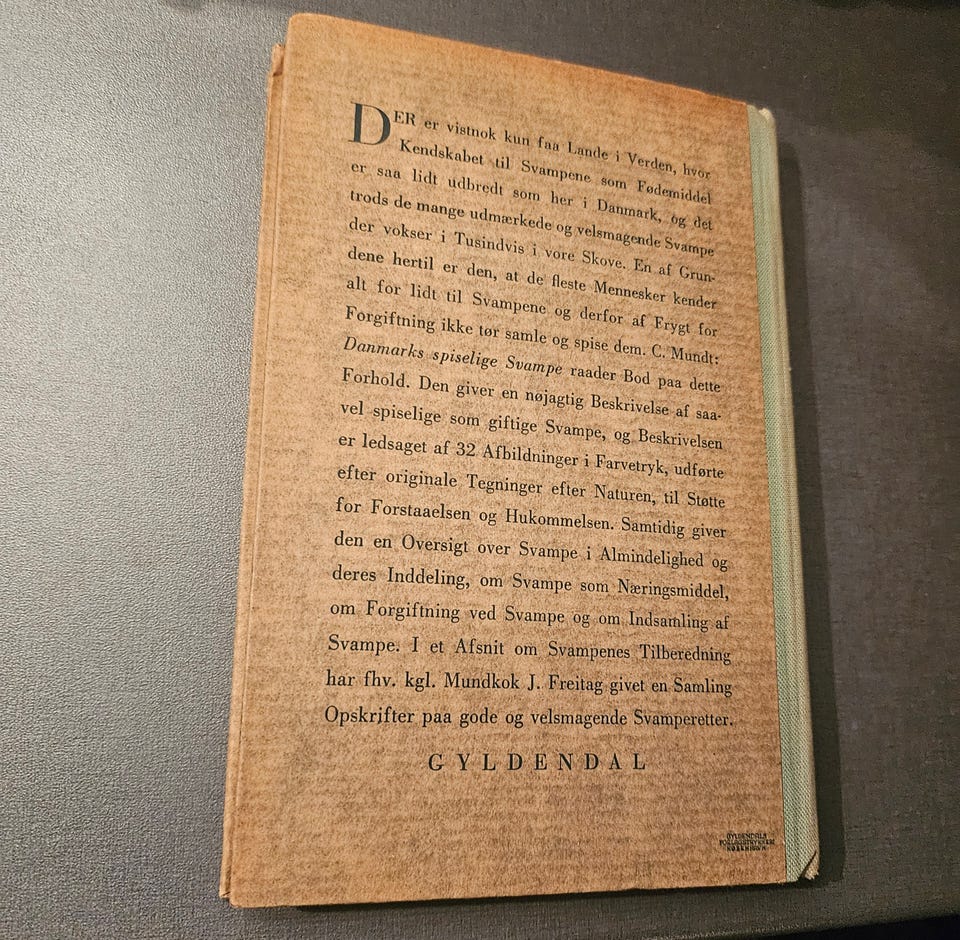 DER er vistnok kun faa Lande i Verden, hvor
Kendskabet til Svampene som Fødemiddel
er saa lidt udbredt som her i Danmark, og det
trods de mange udmærkede og velsmagende Svampe
der vokser i Tusindvis i vore Skove. En af Grun-
dene hertil er den, at de fleste Mennesker kender
alt for lidt til Svampene og derfor af Frygt for
Forgiftning ikke tør samle og spise dem. C. Mundt:
Danmarks spiselige Svampe raader Bod paa dette
Forhold. Den giver en nøjagtig Beskrivelse af saa-
vel spiselige som giftige Svampe, og Beskrivelsen
er ledsaget af 32 Afbildninger i Farvetryk, udførte
efter originale Tegninger efter Naturen, til Støtte
for Forstaaelsen og Hukommelsen. Samtidig giver
den en Oversigt over Svampe i Almindelighed og
deres Inddeling, om Svampe som Næringsmiddel,
om Forgiftning ved Svampe og om Indsamling af
Svampe. I et Afsnit om Svampenes Tilberedning
har fhv. kgl. Mundkok J. Freitag givet en Samling
Opskrifter paa gode og velsmagende Svamperetter.
GYLDENDAL
GYLDENDALS
FORLAGSTRYKKERI
KØBENHAVN